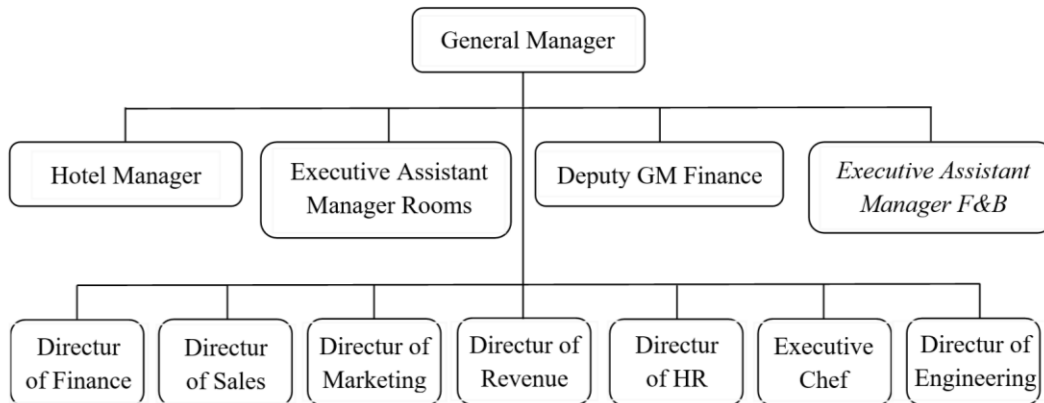 General Manager
Hotel Manager
Executive Assistant
Manager Rooms
Deputy GM Finance
Executive Assistant
Manager F&B
Directur
of Finance
Directur
of Sales
Directur of
Marketing
Directur of
Revenue
Directur
of HR
Executive
Chef
Directur of
Engineering